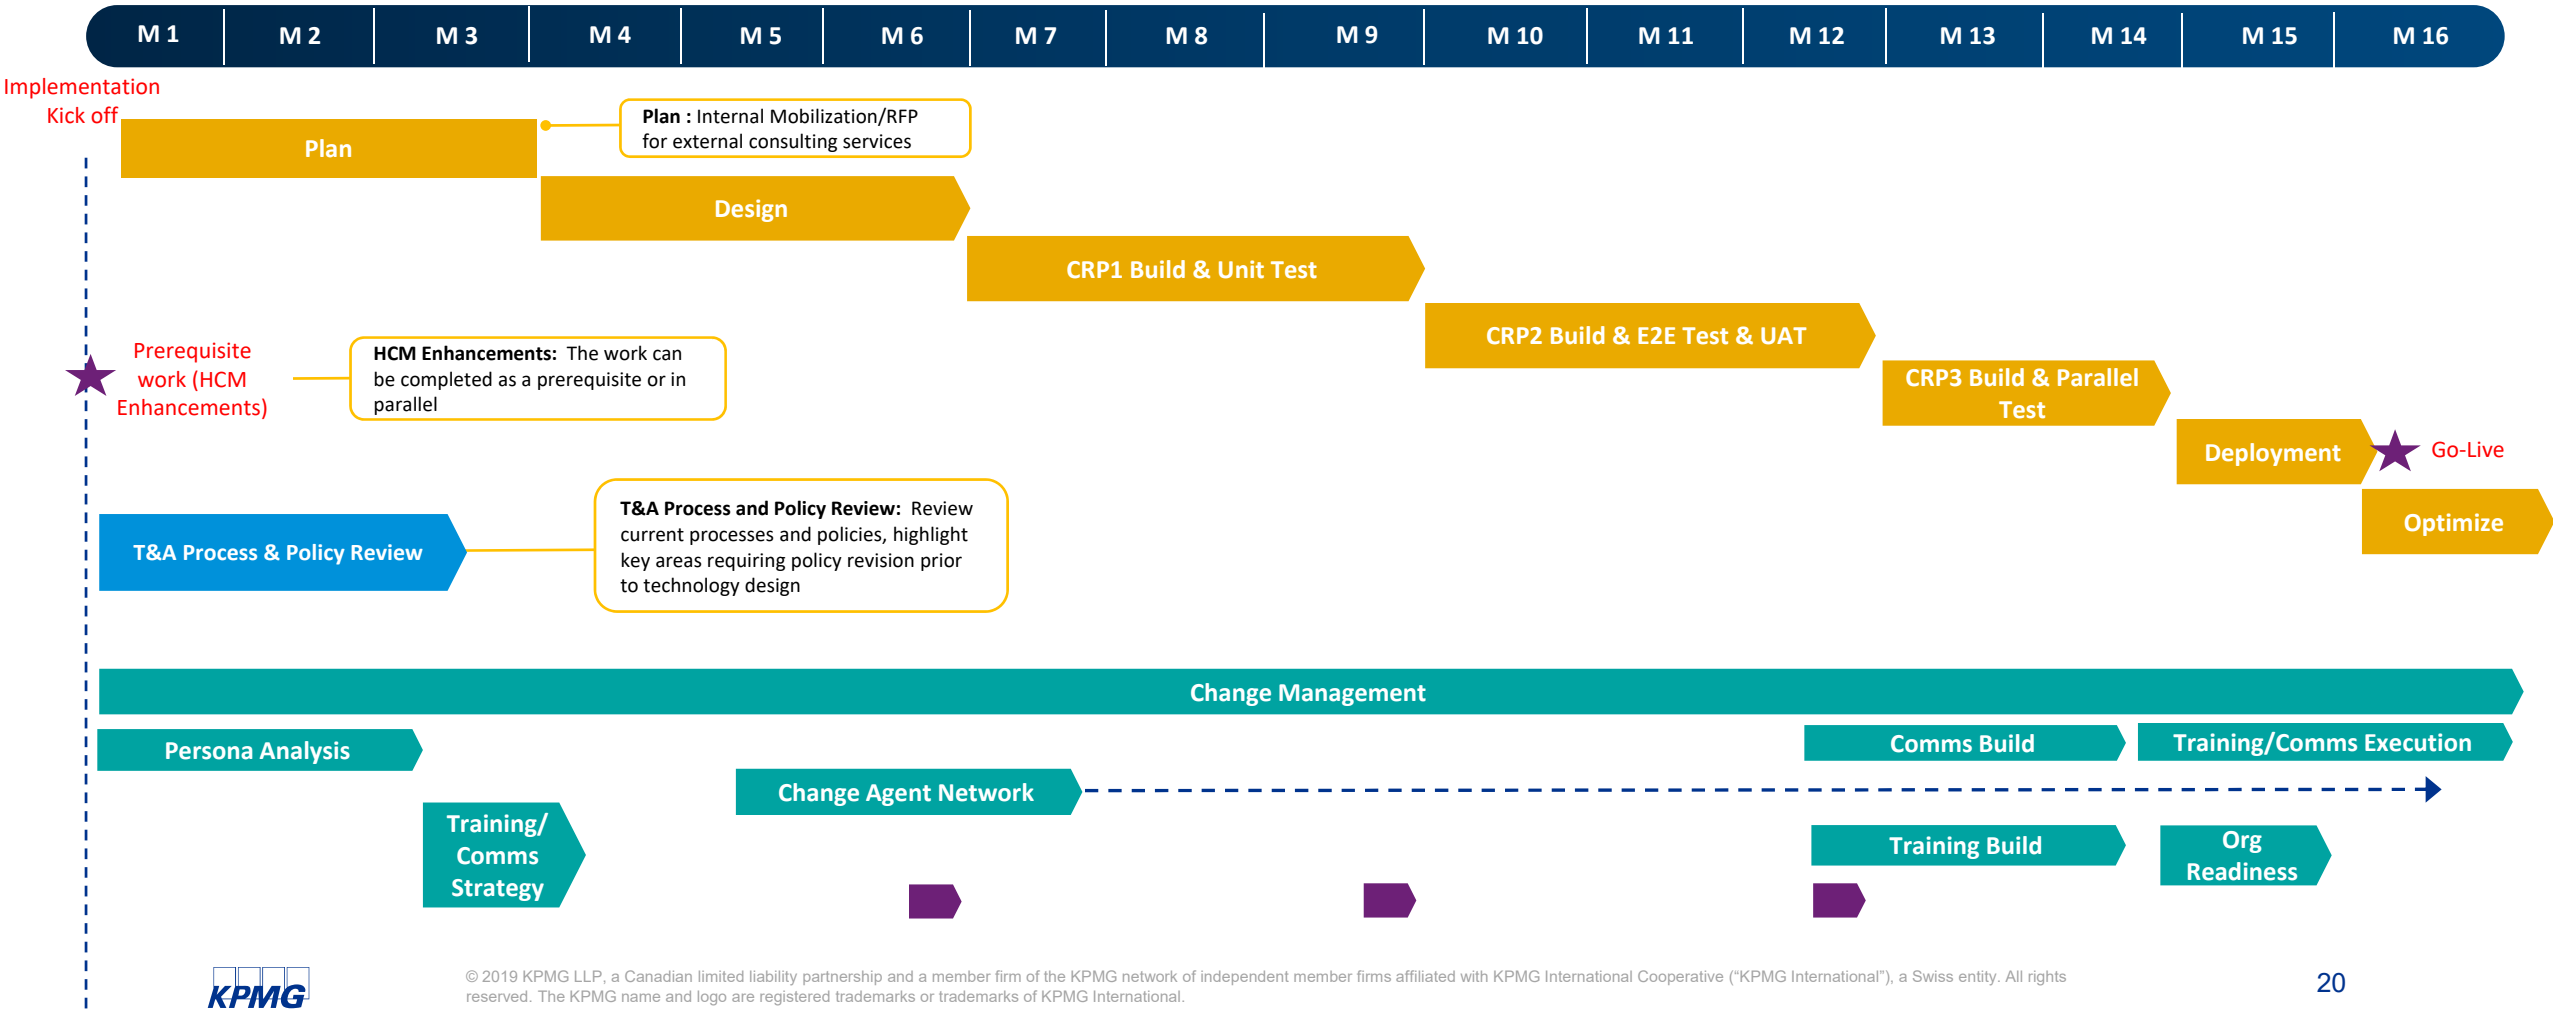 M 1 M 2 M 3 M 4 M 5 M 6 M 7 M 8 M 9 M 10 M 11 M 12 M 13 M 14 M 15 M 16
Implementation
Kick off
Plan
Plan : Internal Mobilization/RFP
for external consulting services
Design
CRP1 Build & Unit Test
CRP2 Build & E2E Test & UAT
Prerequisite
work (HCM
Enhancements)
HCM Enhancements: The work can
be completed as a prerequisite or in
parallel
CRP3 Build & Parallel
Test
Deployment
Go-Live
Optimize
T&A Process & Policy Review
T&A Process and Policy Review: Review
current processes and policies, highlight
key areas requiring policy revision prior
to technology design
Change Management
Persona Analysis
Comms Build
Training/Comms Execution
Change Agent Network
Training/
Comms
Strategy
Training Build
Org
Readiness
KPMG
© 2019 KPMG LLP, a Canadian limited liability partnership and a member firm of the KPMG network of independent member firms affiliated with KPMG International Cooperative (“KPMG International”), a Swiss entity. All rights
reserved. The KPMG name and logo are registered trademarks or trademarks of KPMG International.
20